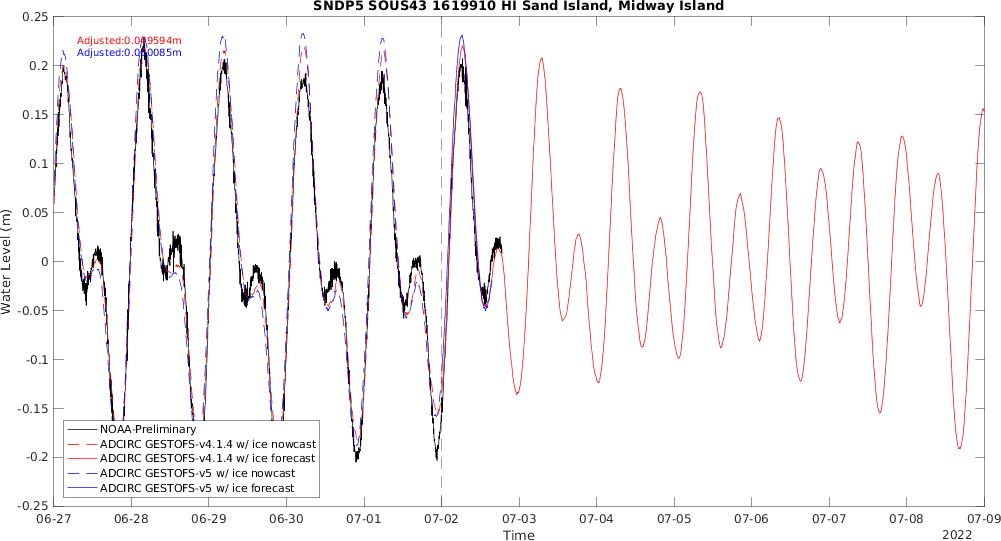 SNDP5 SOUS43 1619910 HI Sand Island, Midway Island
0.25
Adjusted:0.039594m
0.2
0.15
0.1
0.05
0
-0.05
-0.1
-0.15
-0.2
-0.25
Water Level (m)
NOAA-Preliminary
ADCIRC GESTOFS-v4.1.4 w/ ice nowcast
ADCIRC GESTOFS-v4.1.4 w/ ice forecast
ADCIRC GESTOFS-v5 w/ ice nowcast
ADCIRC GESTOFS-v5 w/ ice forecast
06-27 06-28 06-29 06-30 07-01 07-02 07-03 07-04 07-05 07-06 07-07 07-08 07-09
Time
2022